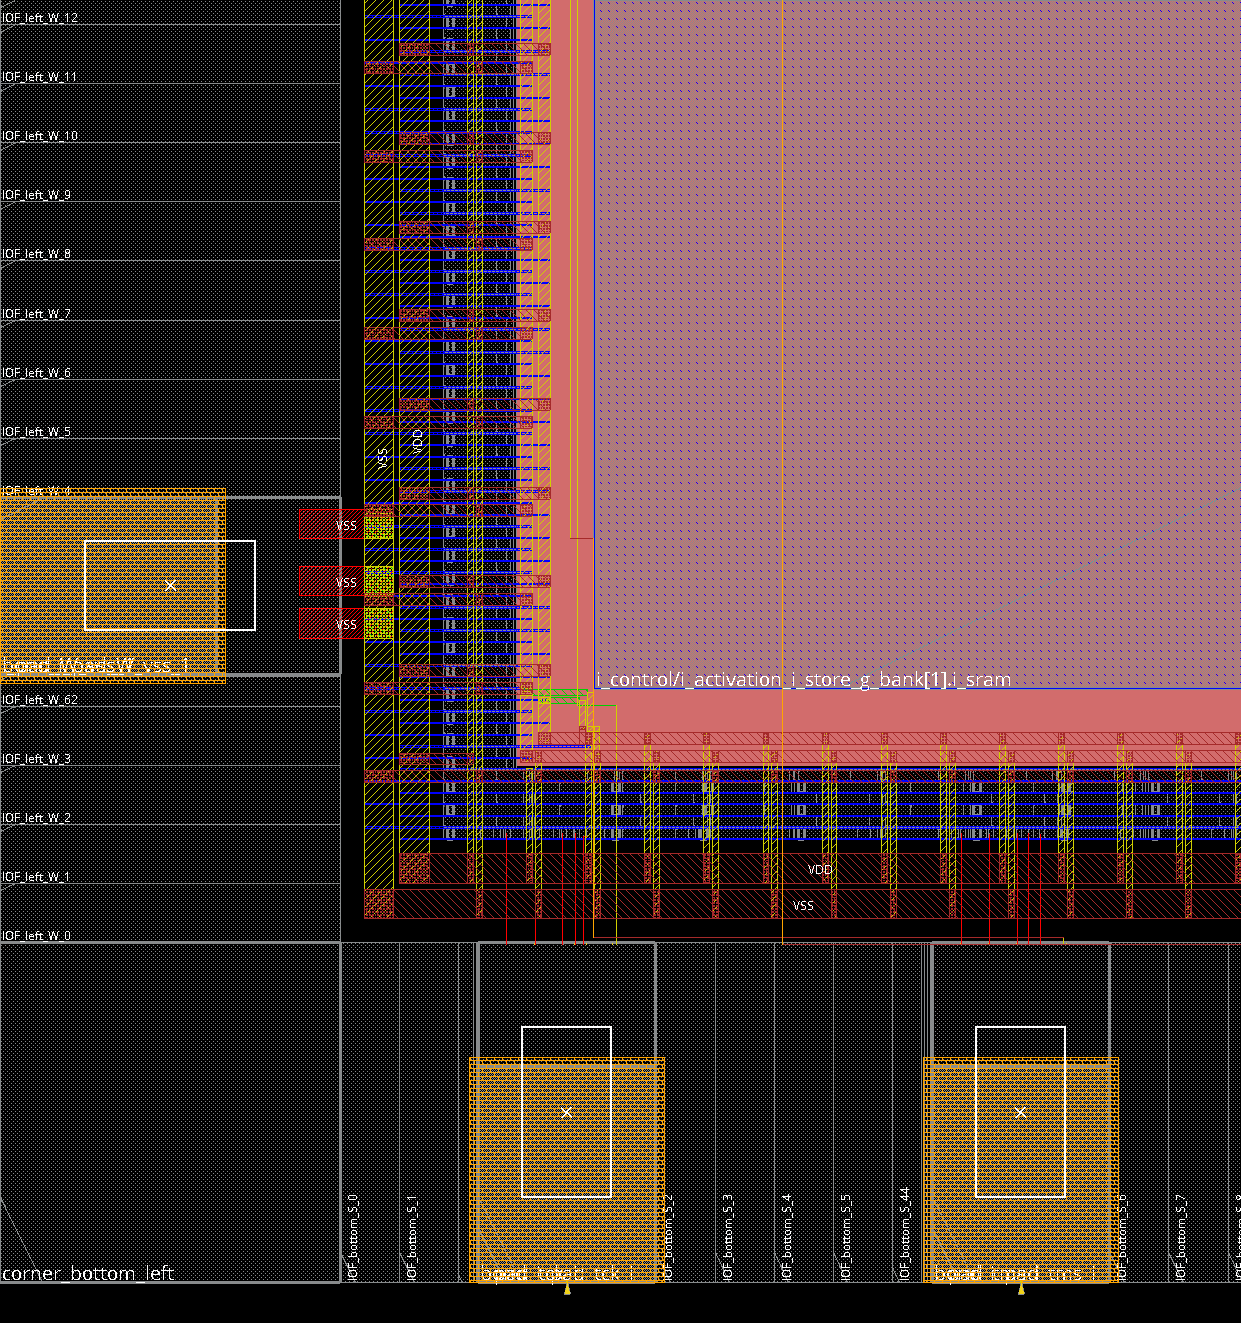 IOF_left_W_12
IOF_left_W_11
IOF_left_W_10
IOF_left_W_9
IOF_left_W_8
IOF_left_W_7
IOF_left_W_6
IOF_left_W_5
VSS
VDD
IOF_left_W_4
VSS
VSS
VSS
i_control/i_activation_i_store_g_bank[1].i_sram
IOF_left_W_62
IOF_left_W_3
IOF_left_W_2
IOF_left_W_1
VDD
VSS
IOF_left_W_0
IOF_bottom_S_0
IOF_bottom_S_1
IOF_bottom_S_2
IOF_bottom_S_3
IOF_bottom_S_4
IOF_bottom_S_5
IOF_bottom_S_44
IOF_bottom_S_6
IOF_bottom_S_7
corner_bottom_left